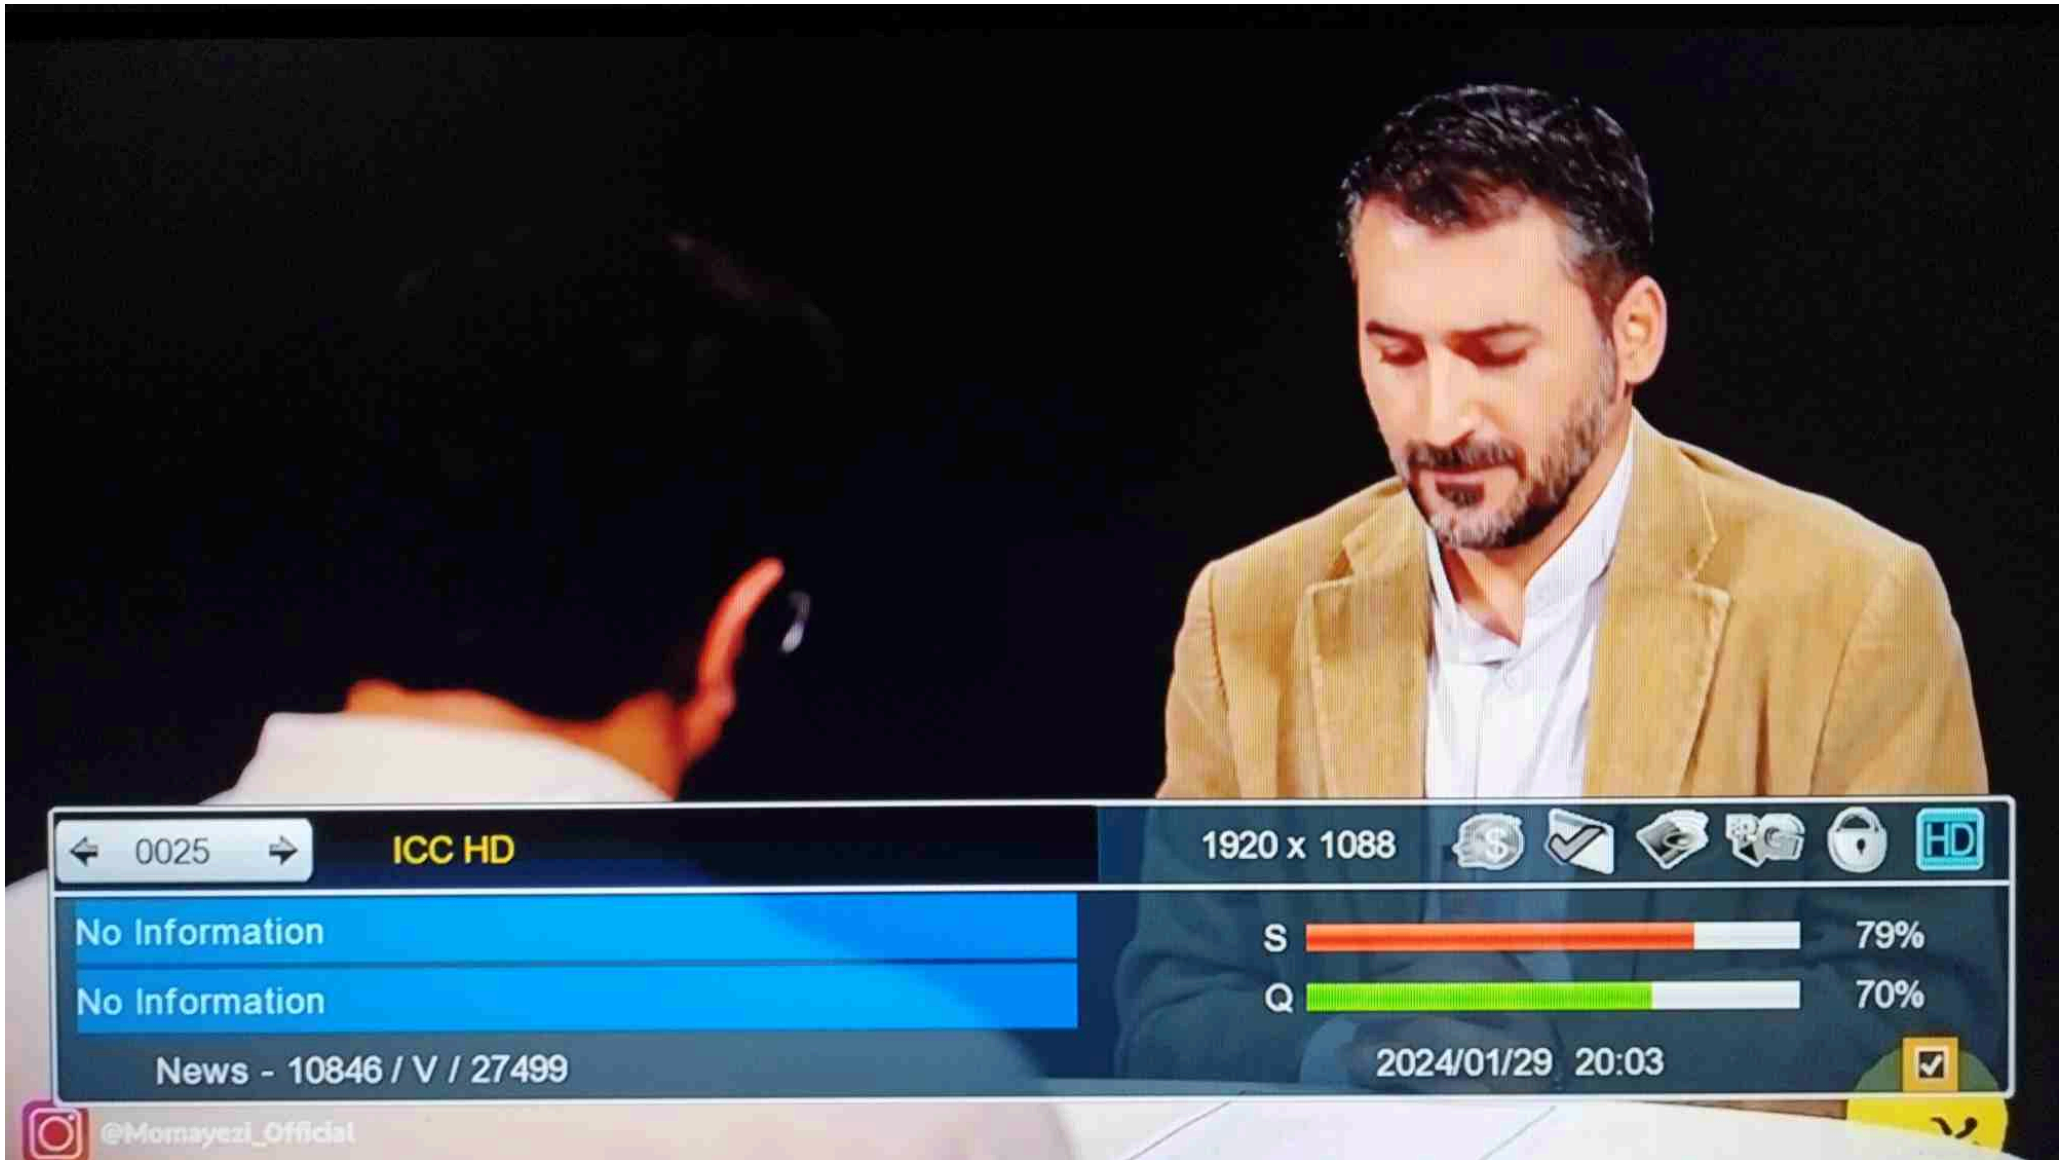 0025
ICC HD
1920 x 1088
HD
No Information
No Information
S 79%
Q 70%
News - 10846 / V / 27499
2024/01/29 20:03
@Momayezi_Official